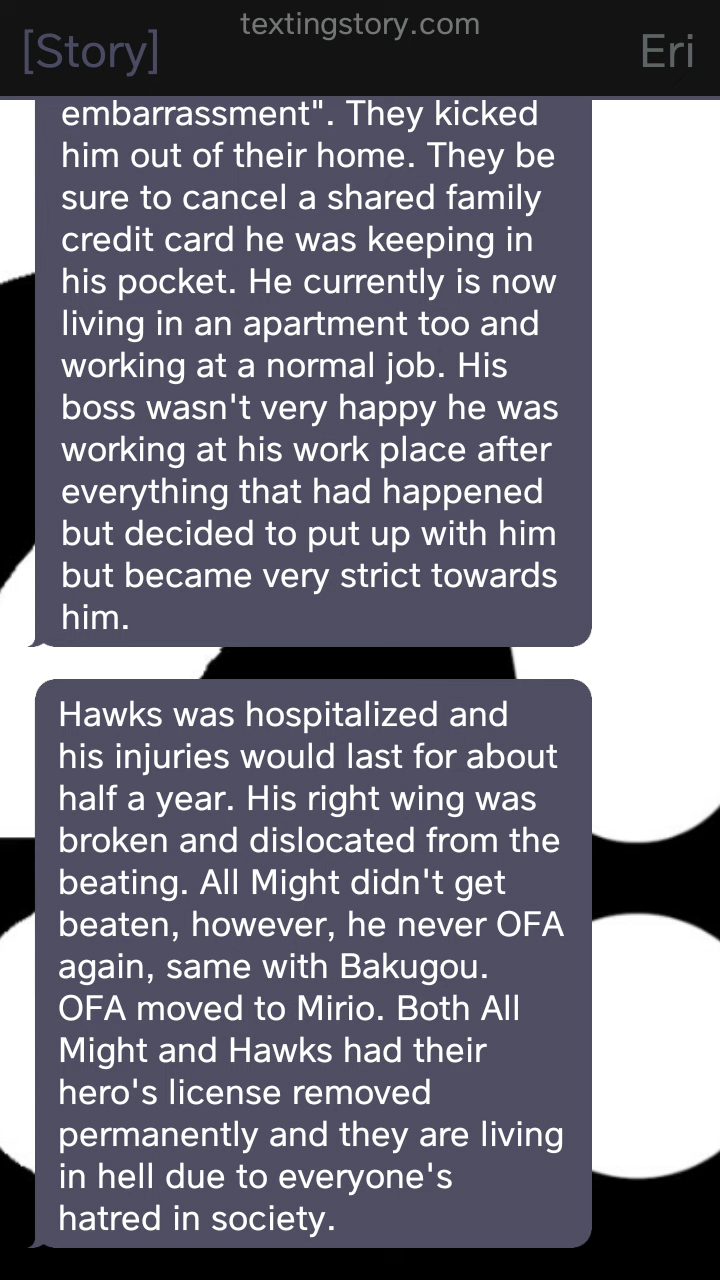 textingstory.com
[Story]
Eri
embarrassment". They kicked
him out of their home. They be
sure to cancel a shared family
credit card he was keeping in
his pocket. He currently is now
living in an apartment too and
working at a normal job. His
boss wasn't very happy he was
working at his work place after
everything that had happened
but decided to put up with him
but became very strict towards
him.
Hawks was hospitalized and
his injuries would last for about
half a year. His right wing was
broken and dislocated from the
beating. All Might didn't get
beaten, however, he never OFA
again, same with Bakugou.
OFA moved to Mirio. Both All
Might and Hawks had their
hero's license removed
permanently and they are living
in hell due to everyone's
hatred in society.